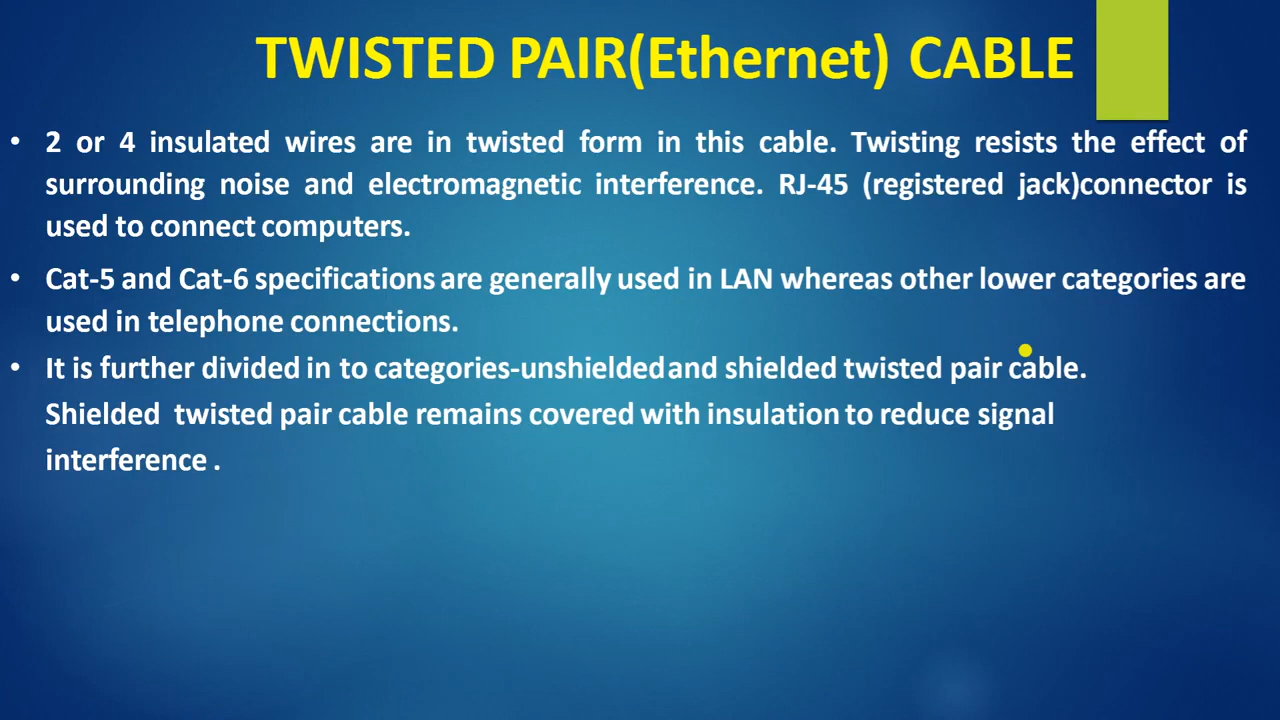 TWISTED PAIR(Ethernet) CABLE
• 2 or 4 insulated wires are in twisted form in this cable. Twisting resists the effect of
surrounding noise and electromagnetic interference. RJ-45 (registered jack)connector is
used to connect computers.
• Cat-5 and Cat-6 specifications are generally used in LAN whereas other lower categories are
used in telephone connections.
• It is further divided in to categories-unshielded and shielded twisted pair cable.
Shielded twisted pair cable remains covered with insulation to reduce signal
interference .